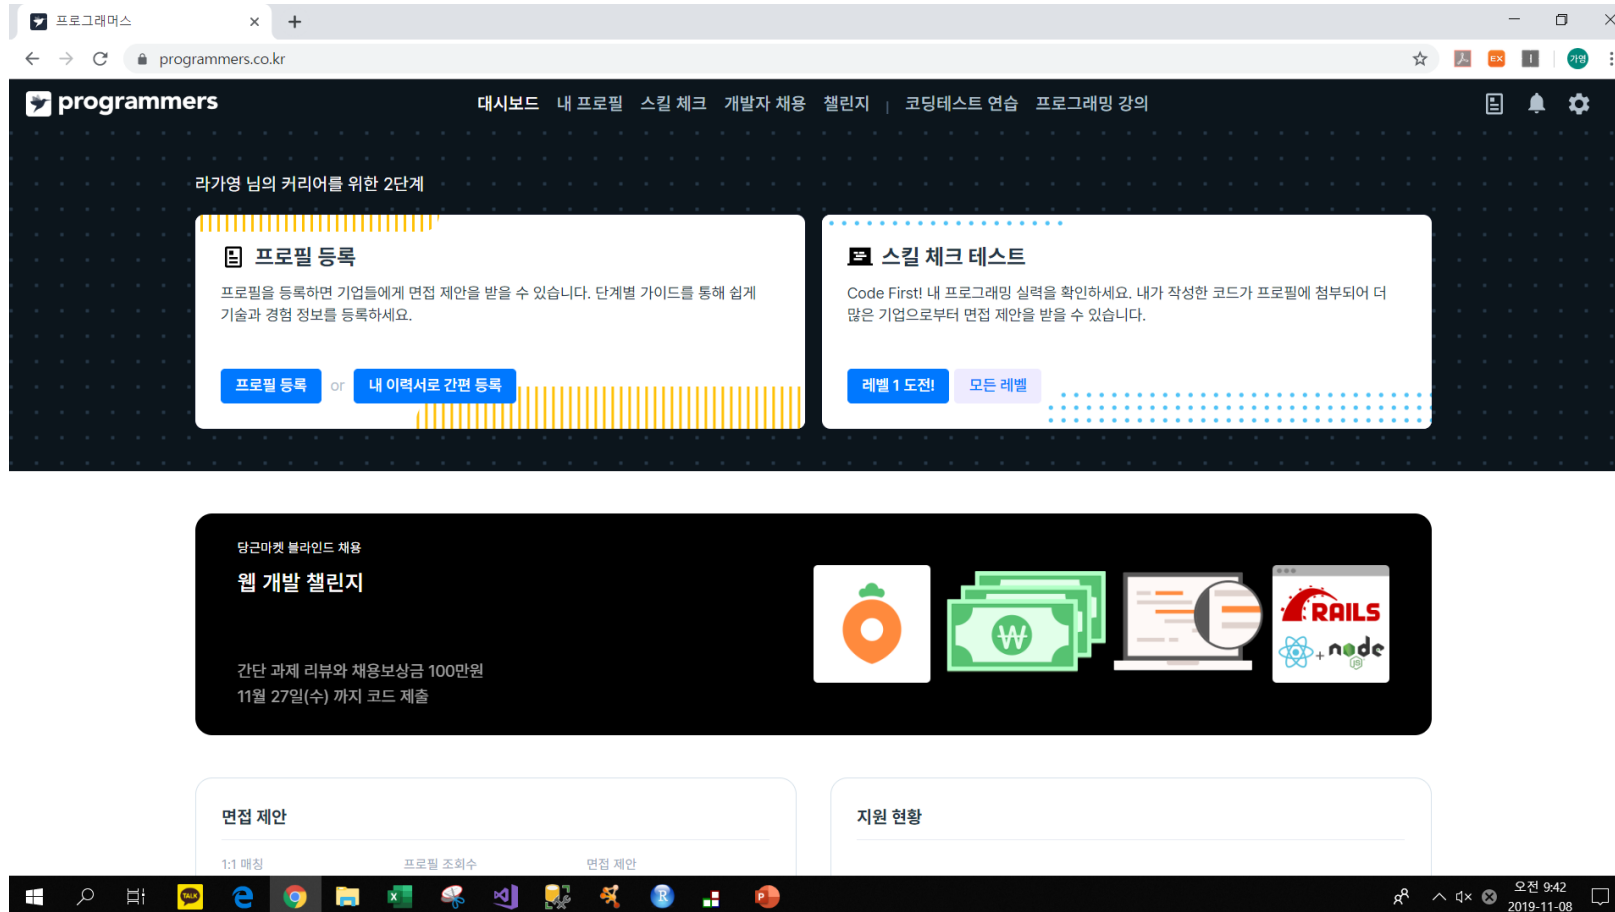 프로그래머스
programmers.co.kr
EX
가영
programmers
대시보드 내 프로필 스킬 체크 개발자 채용 챌린지 | 코딩테스트 연습 프로그래밍 강의
라가영 님의 커리어를 위한 2단계
프로필 등록
프로필을 등록하면 기업들에게 면접 제안을 받을 수 있습니다. 단계별 가이드를 통해 쉽게
기술과 경험 정보를 등록하세요.
프로필 등록 or 내 이력서로 간편 등록
스킬 체크 테스트
Code First! 내 프로그래밍 실력을 확인하세요. 내가 작성한 코드가 프로필에 첨부되어 더
많은 기업으로부터 면접 제안을 받을 수 있습니다.
레벨 1 도전! 모든 레벨
당근마켓 블라인드 채용
웹 개발 챌린지
간단 과제 리뷰와 채용보상금 100만원
11월 27일(수) 까지 코드 제출
₩
RAILS
+ node
JS
면접 제안
1:1 매칭 프로필 조회수 면접 제안
지원 현황
TALK
R
오전 9:42
2019-11-08